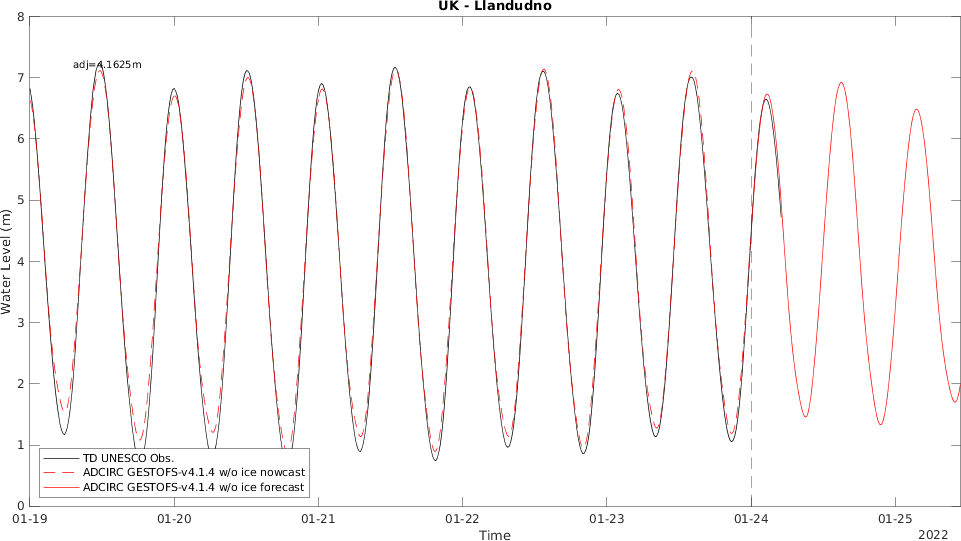 UK - Llandudno
8
7
6
5
4
3
2
1
0
adj=4.1625m
Water Level (m)
TD UNESCO Obs.
ADCIRC GESTOFS-v4.1.4 w/o ice nowcast
ADCIRC GESTOFS-v4.1.4 w/o ice forecast
01-19 01-20 01-21 01-22 01-23 01-24 01-25
Time
2022